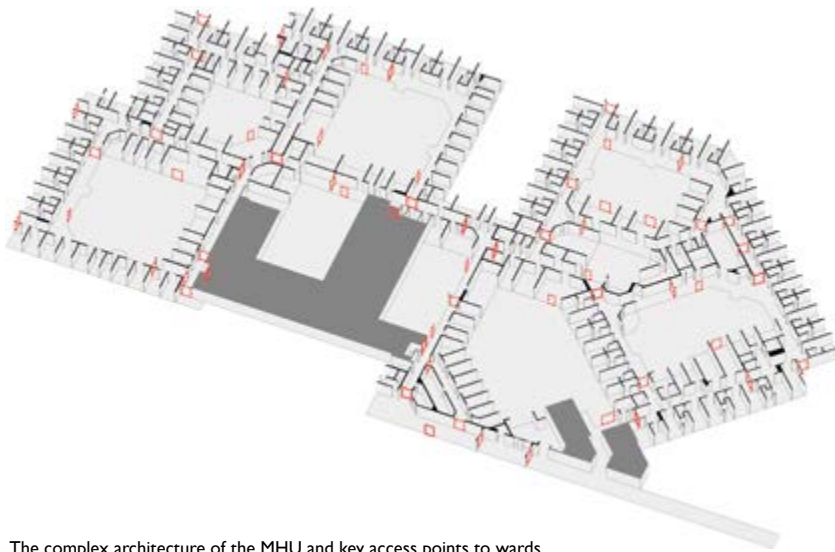 The complex architecture of the MHU and key access points to wards